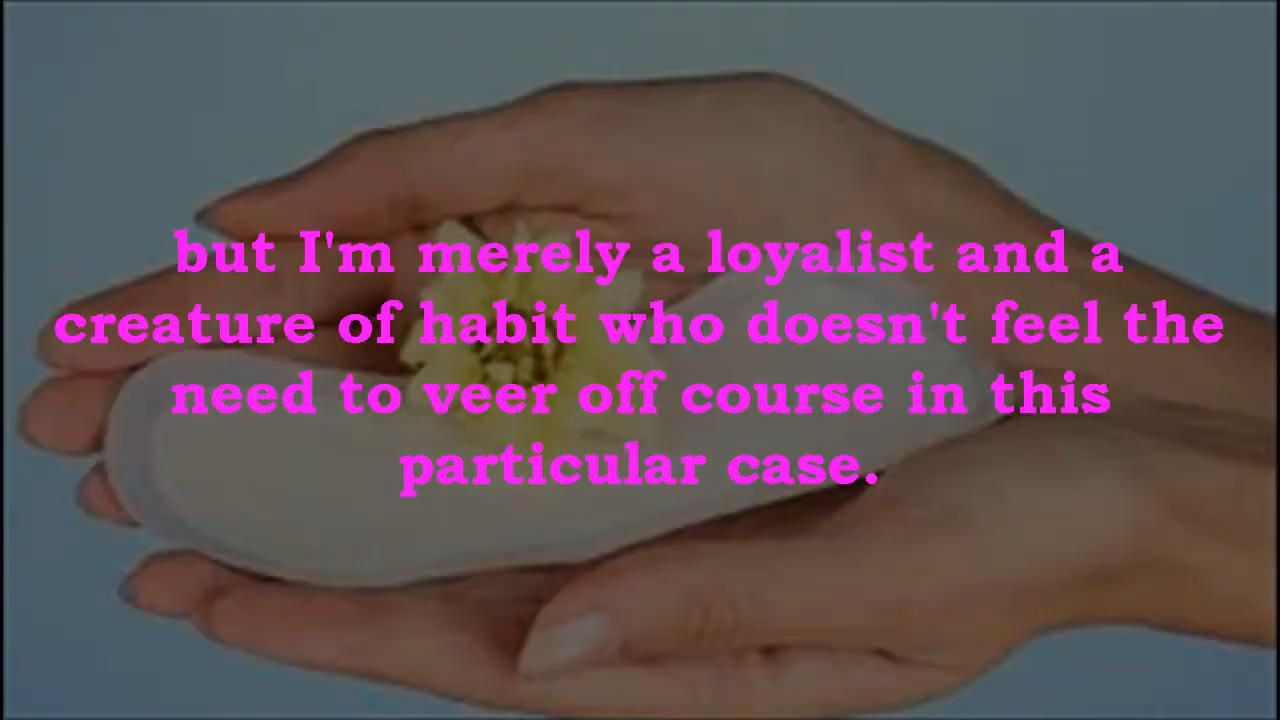 but I'm merely a loyalist and a
creature of habit who doesn't feel the
need to veer off course in this
particular case.